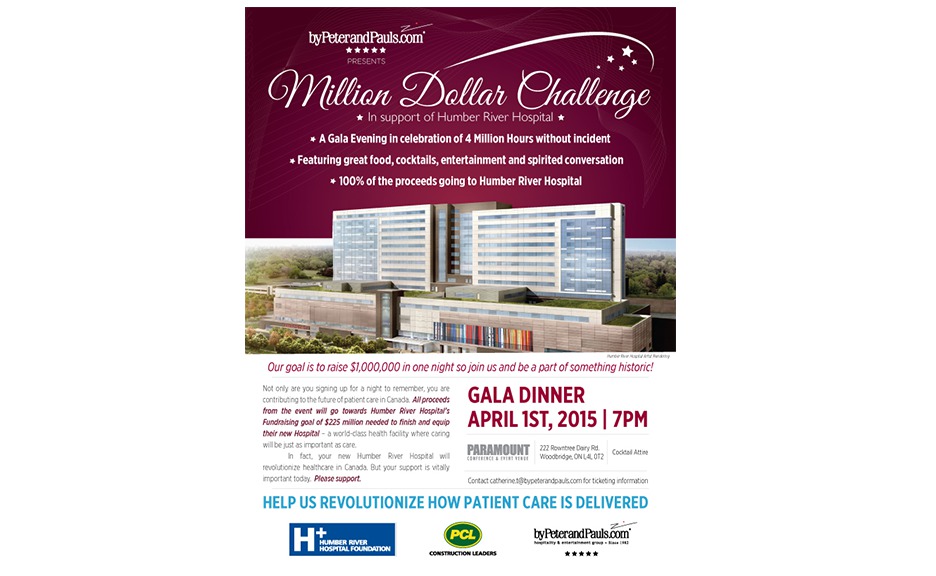 byPeterandPauls.com®
★★★★★
PRESENTS
Million Dollar Challenge
★ In support of Humber River Hospital ★
★ A Gala Evening in celebration of 4 Million Hours without incident
★ Featuring great food, cocktails, entertainment and spirited conversation
★ 100% of the proceeds going to Humber River Hospital
Humber River Hospital Artist Rendering
Our goal is to raise $1,000,000 in one night so join us and be a part of something historic!
Not only are you signing up for a night to remember, you are
contributing to the future of patient care in Canada. All proceeds
from the event will go towards Humber River Hospital's
Fundraising goal of $225 million needed to finish and equip
their new Hospital – a world-class health facility where caring
will be just as important as care.
In fact, your new Humber River Hospital will
revolutionize healthcare in Canada. But your support is vitally
important today. Please support.
GALA DINNER
APRIL 1ST, 2015 | 7PM
PARAMOUNT
CONFERENCE & EVENT VENUE
222 Rowntree Dairy Rd.
Woodbridge, ON L4L 0T2
Cocktail Attire
Contact catherine.t@bypeterandpauls.com for ticketing information
HELP US REVOLUTIONIZE HOW PATIENT CARE IS DELIVERED
H+
HUMBER RIVER
HOSPITAL FOUNDATION
PCL
CONSTRUCTION LEADERS
byPeterandPauls.com®
hospitality & entertainment group • Since 1982
★★★★★